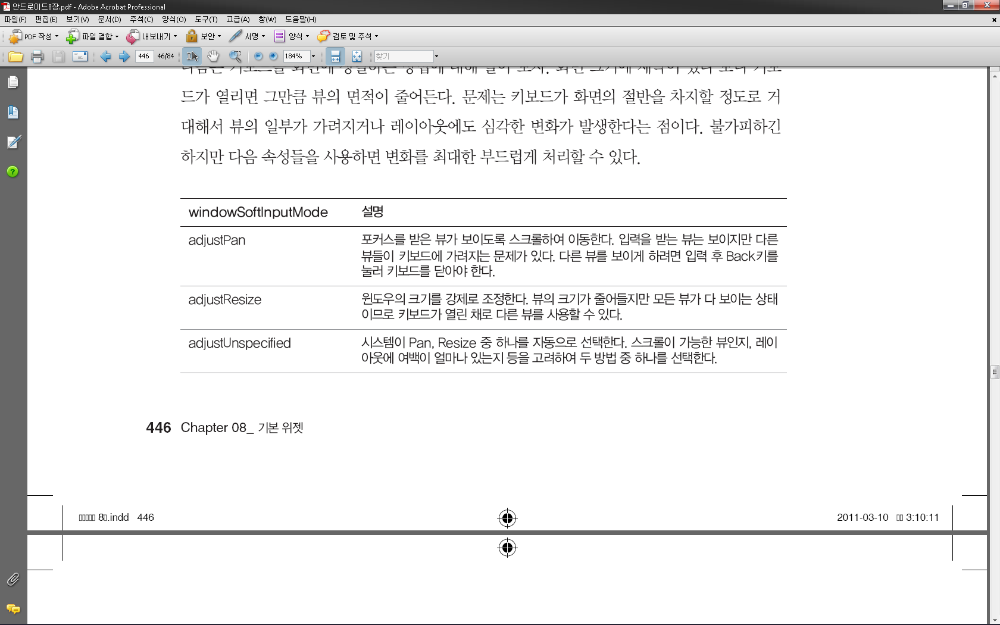 안드로이드8장.pdf - Adobe Acrobat Professional
파일(F) 편집(E) 보기(V) 문서(D) 주석(C) 양식(O) 도구(T) 고급(A) 창(W) 도움말(H)
PDF 작성 파일 결합 내보내기 보안 서명 양식 검토 및 주석
446 46/84 184% 찾기
드가 열리면 그만큼 뷰의 면적이 줄어든다. 문제는 키보드가 화면의 절반을 차지할 정도로 거
대해서 뷰의 일부가 가려지거나 레이아웃에도 심각한 변화가 발생한다는 점이다. 불가피하긴
하지만 다음 속성들을 사용하면 변화를 최대한 부드럽게 처리할 수 있다.
windowSoftInputMode 설명
adjustPan 포커스를 받은 뷰가 보이도록 스크롤하여 이동한다. 입력을 받는 뷰는 보이지만 다른
뷰들이 키보드에 가려지는 문제가 있다. 다른 뷰를 보이게 하려면 입력 후 Back키를
눌러 키보드를 닫아야 한다.
adjustResize 윈도우의 크기를 강제로 조정한다. 뷰의 크기가 줄어들지만 모든 뷰가 다 보이는 상태
이므로 키보드가 열린 채로 다른 뷰를 사용할 수 있다.
adjustUnspecified 시스템이 Pan, Resize 중 하나를 자동으로 선택한다. 스크롤이 가능한 뷰인지, 레이
아웃에 여백이 얼마나 있는지 등을 고려하여 두 방법 중 하나를 선택한다.
446 Chapter 08_ 기본 위젯
8.indd 446
2011-03-10 3:10:11